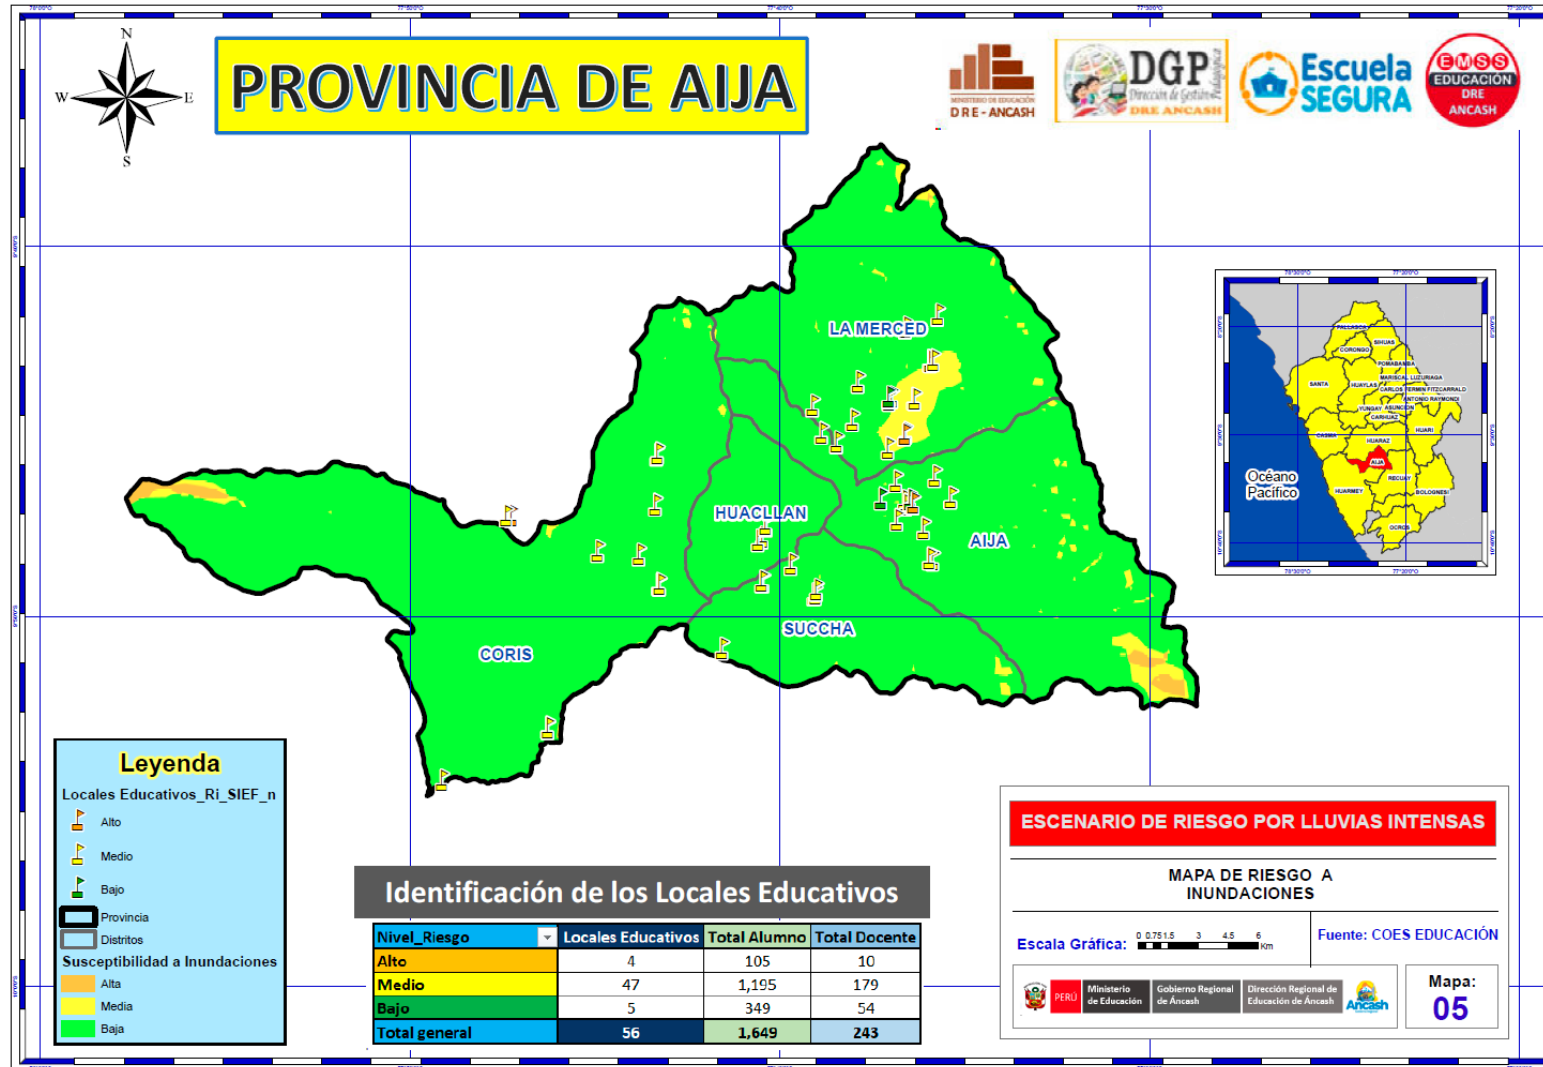 PROVINCIA DE AIJA
N
W
E
S
MINISTERIO DE EDUCACIÓN
DRE - ANCASH
DGP
Dirección de Gestión
Pedagógica
DRE ANCASH
Escuela
SEGURA
EMSS
EDUCACIÓN
DRE
ANCASH
LA MERCED
HUACLLAN
AIJA
SUCCHA
CORIS
PALLASCA
SIHUAS
CORONGO
POMABAMBA
MARISCAL LUZURIAGA
SANTA
HUAYLAS
CARLOS FERMIN FITZCARRALD
ANTONIO RAYMONDI
YUNGAY
ASUNCION
CARHUAZ
CASMA
HUARI
HUARAZ
AIJA
RECUAY
HUARMEY
BOLOGNESI
OCROS
Océano
Pacífico
Leyenda
Locales Educativos_Ri_SIEF_n
Alto
Medio
Bajo
Provincia
Distritos
Susceptibilidad a Inundaciones
Alta
Media
Baja
Identificación de los Locales Educativos
Nivel_Riesgo Locales Educativos Total Alumno Total Docente
Alto 4 105 10
Medio 47 1,195 179
Bajo 5 349 54
Total general 56 1,649 243
ESCENARIO DE RIESGO POR LLUVIAS INTENSAS
MAPA DE RIESGO A
INUNDACIONES
Escala Gráfica:
0 0.75 1.5 3 4.5 6
Km
Fuente: COES EDUCACIÓN
PERÚ
Ministerio
de Educación
Gobierno Regional
de Áncash
Dirección Regional de
Educación de Áncash
Ancash
Mapa:
05